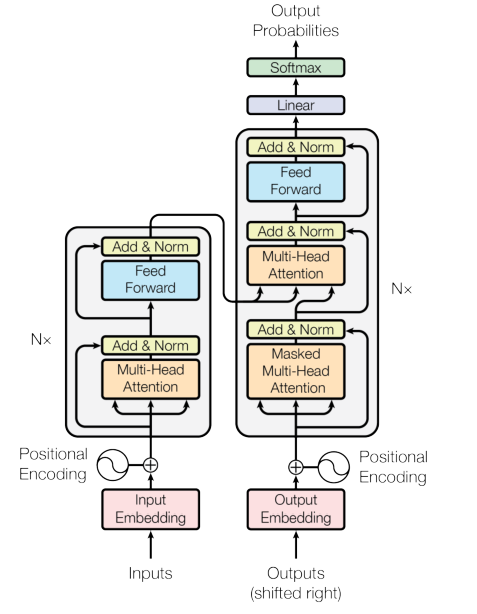 Output
Probabilities
Softmax
Linear
Add & Norm
Feed
Forward
Add & Norm
Multi-Head
Attention
Add & Norm
Masked
Multi-Head
Attention
N×
Add & Norm
Feed
Forward
Add & Norm
Multi-Head
Attention
N×
Positional
Encoding
Positional
Encoding
Input
Embedding
Output
Embedding
Inputs
Outputs
(shifted right)